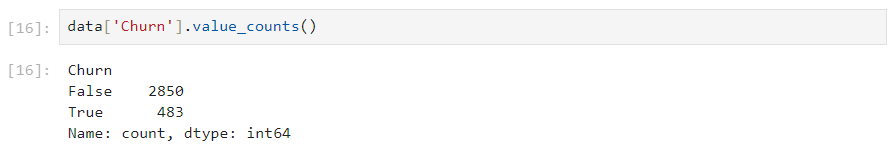 [16]: data['Churn'].value_counts()
[16]: Churn
False    2850
True      483
Name: count, dtype: int64